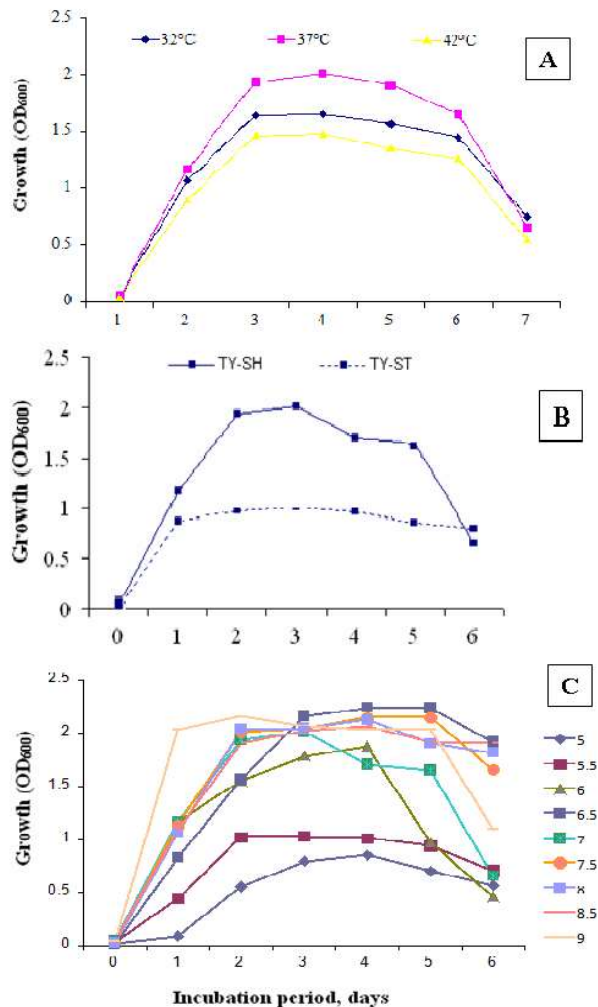 32°C 37°C 42°C
A
Growth (OD600)
2.5
2
1.5
1
0.5
0
1 2 3 4 5 6 7
TY-SH TY-ST
B
Growth (OD600)
2.5
2
1.5
1
0.5
0
0 1 2 3 4 5 6
C
Growth (OD600)
2.5
2
1.5
1
0.5
0
0 1 2 3 4 5 6
5
5.5
6
6.5
7
7.5
8
8.5
9
Incubation period, days